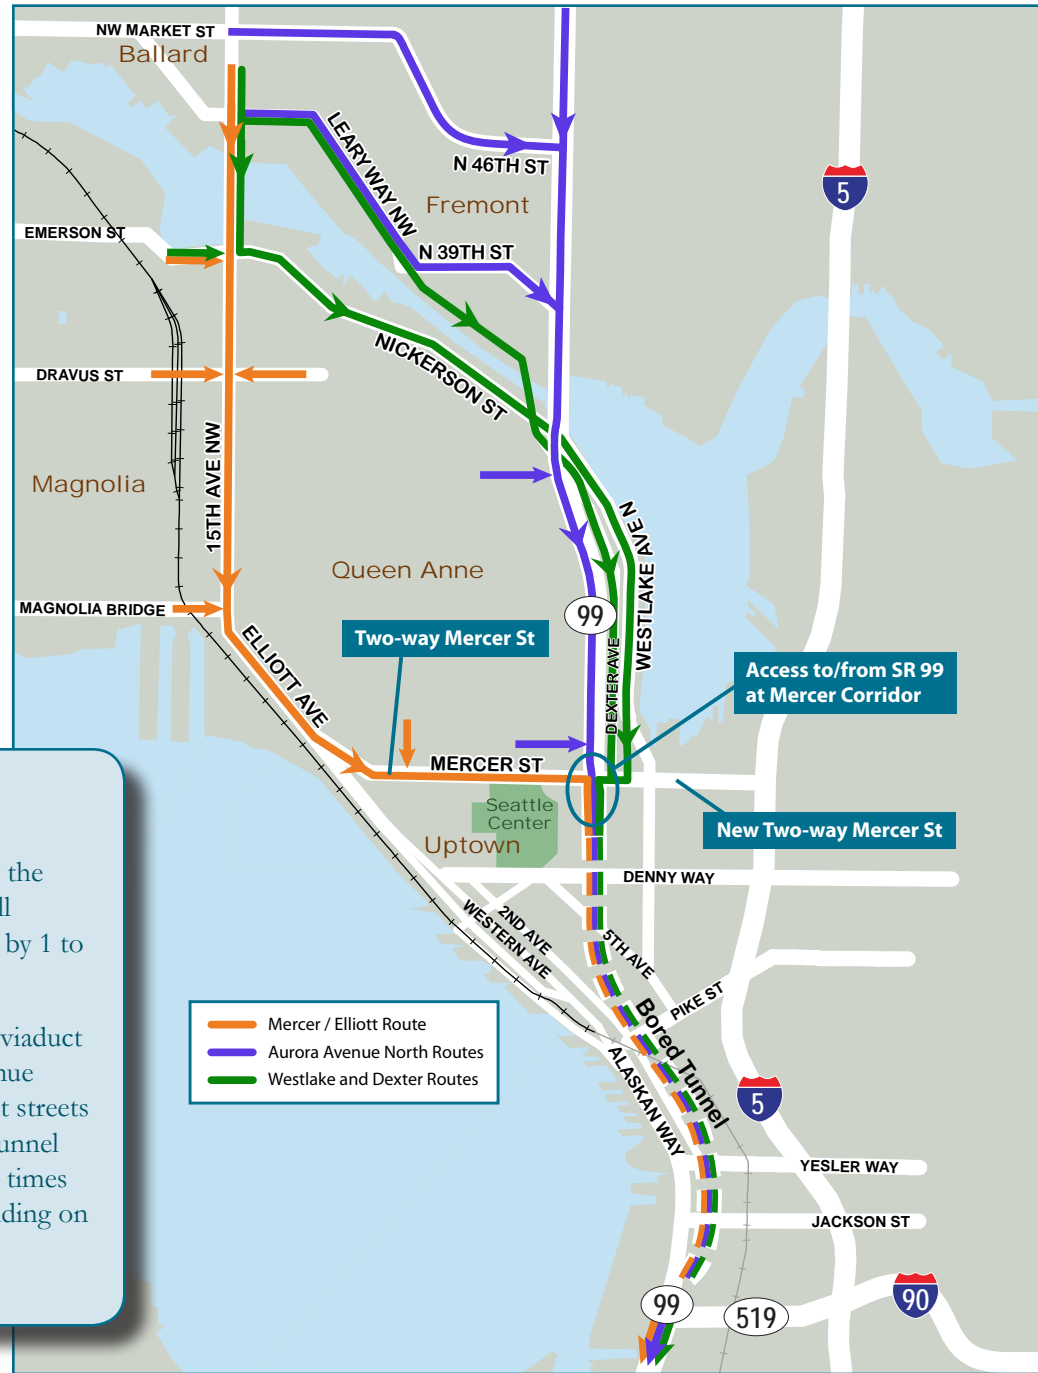 NW MARKET ST
Ballard
LEARY WAY NW
N 46TH ST
Fremont
5
EMERSON ST
N 39TH ST
NICKERSON ST
DRAVUS ST
15TH AVE NW
Magnolia
WESTLAKE AVE N
Queen Anne
MAGNOLIA BRIDGE
99
ELLIOTT AVE
Two-way Mercer St
DEXTER AVE
Access to/from SR 99
at Mercer Corridor
MERCER ST
Seattle
Center
Uptown
New Two-way Mercer St
DENNY WAY
the
ll
by 1 to
2ND AVE
WESTERN AVE
5TH AVE
PIKE ST
Bored Tunnel
Mercer / Elliott Route
Aurora Avenue North Routes
Westlake and Dexter Routes
viaduct
nue
t streets
unnel
times
ding on
ALASKAN WAY
5
YESLER WAY
JACKSON ST
99
519
90